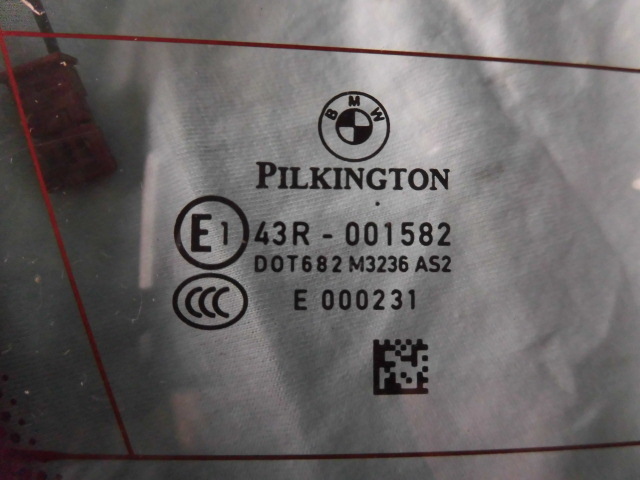 BMW
PILKINGTON
E1 43R - 001582
DOT682 M3236 AS2
CCC E 000231